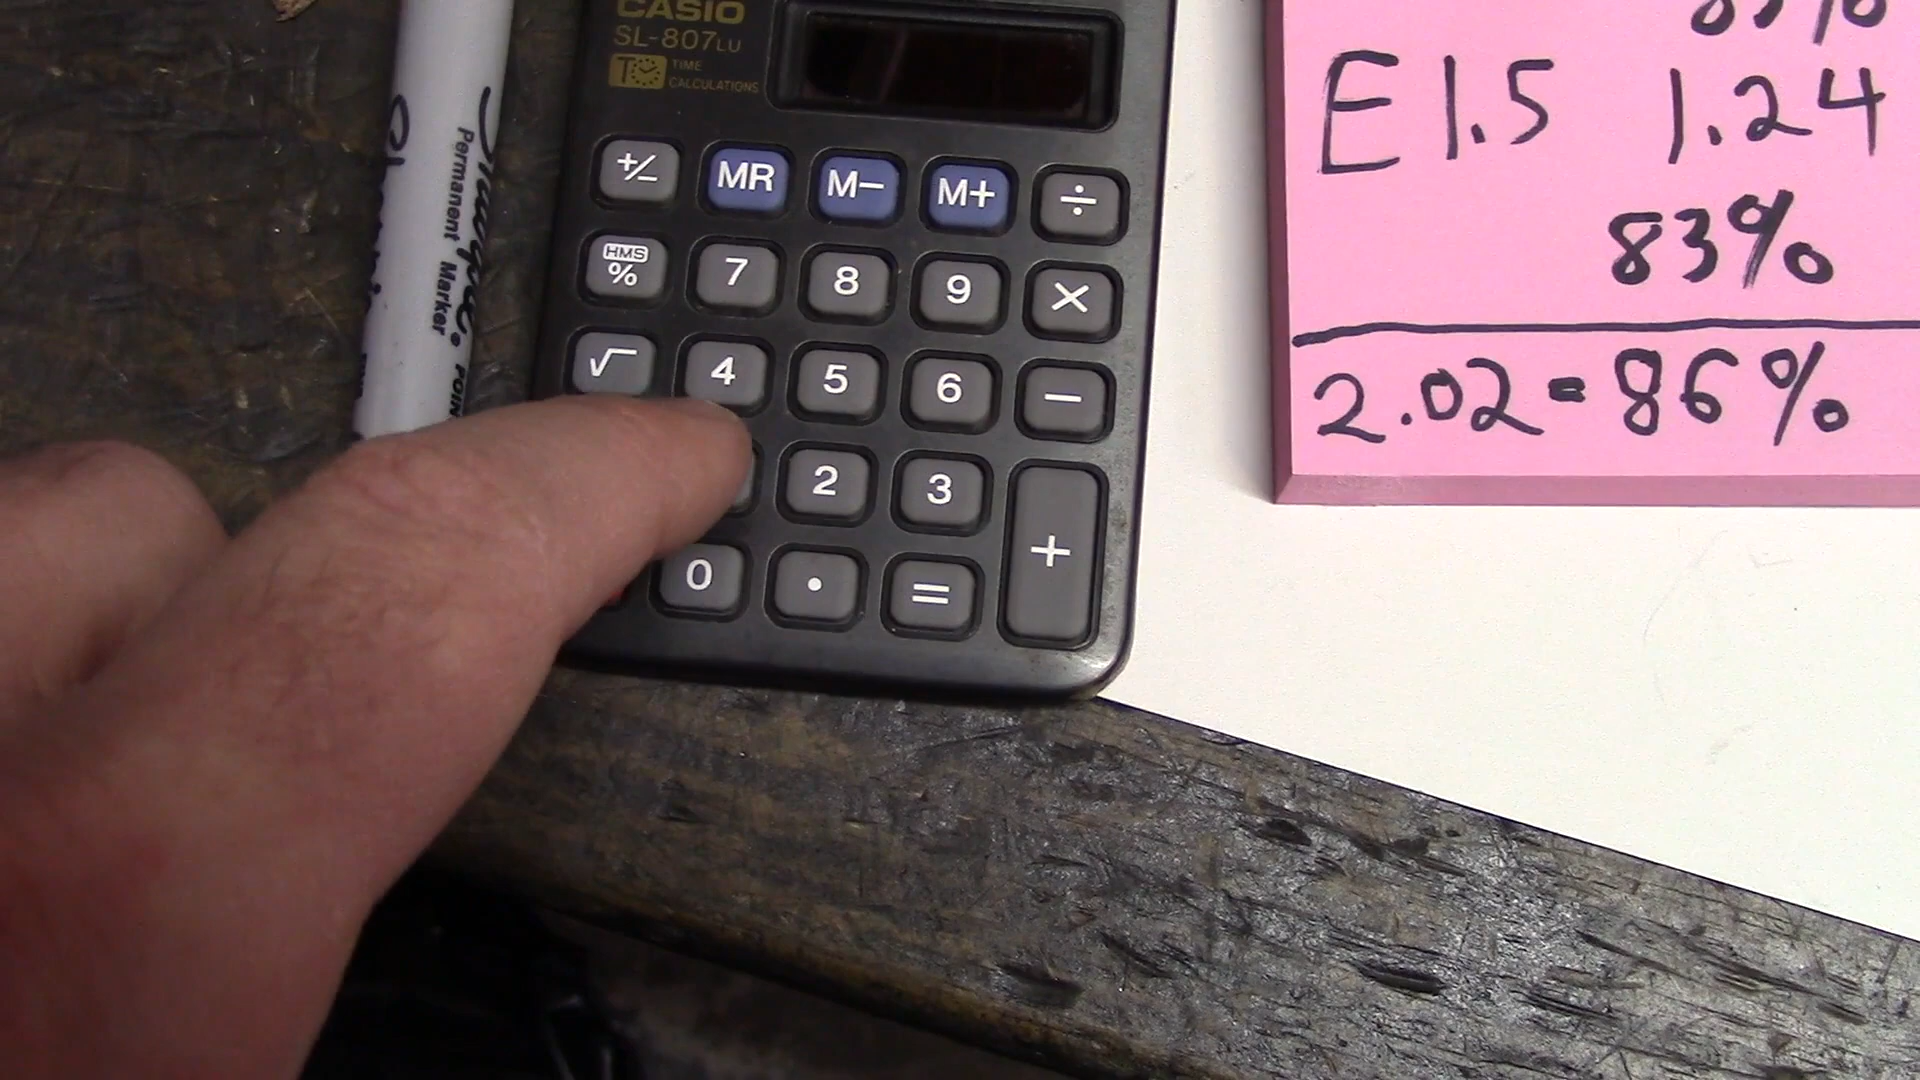 CASIO
SL-807LU
TIME
CALCULATIONS
+/− MR M− M+ ÷
HMS
% 7 8 9 ×
√ 4 5 6 −
2 3
0 . = +
Permanent Marker
E 1.5 1.24
83%
2.02 = 86%